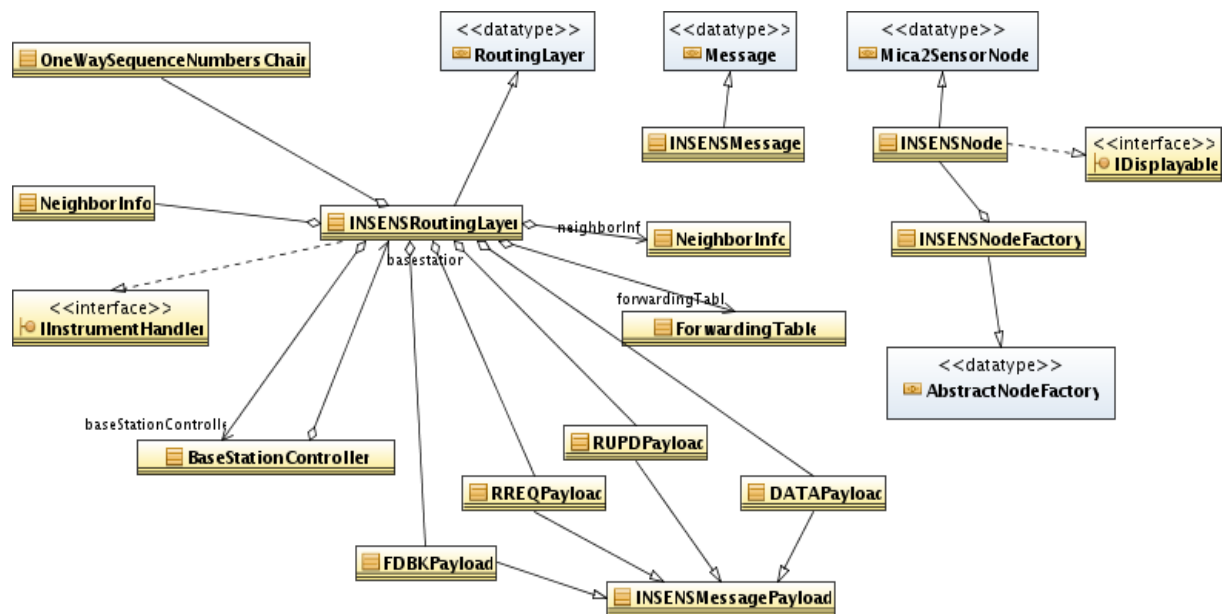 <<datatype>>
RoutingLayer
<<datatype>>
Message
<<datatype>>
Mica2SensorNode
OneWaySequenceNumbersChain
INSENSMessage
INSENSNode
<<interface>>
IDisplayable
NeighborInfo
INSENSRoutingLayer
neighborInf
NeighborInfo
INSENSNodeFactory
basestation
<<interface>>
IInstrumentHandler
forwardingTabl
ForwardingTable
<<datatype>>
AbstractNodeFactory
baseStationControlle
BaseStationController
RUPDPayload
RREQPayload
DATAPayload
FDBKPayload
INSENSMessagePayload